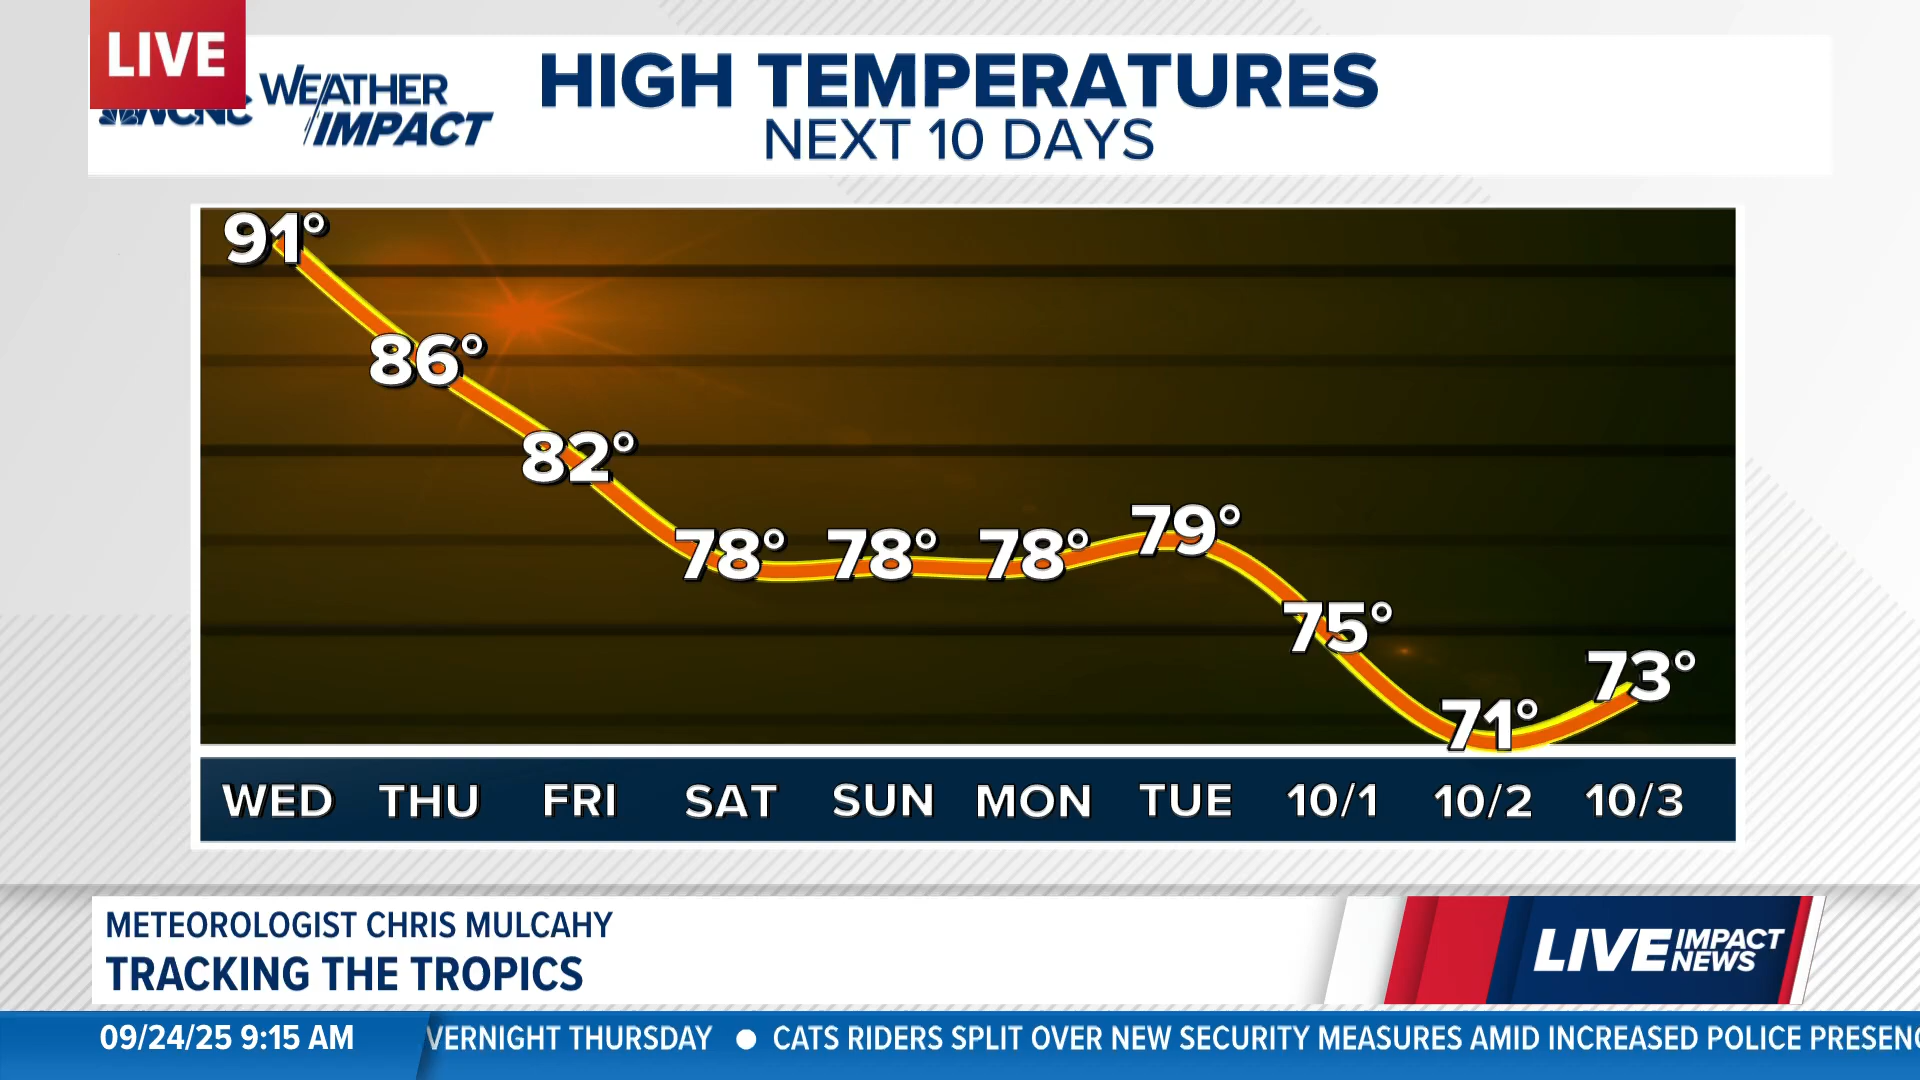 LIVE
WCNC
WEATHER
IMPACT
HIGH TEMPERATURES
NEXT 10 DAYS
91°
86°
82°
78°
78°
78°
79°
75°
71°
73°
WED THU FRI SAT SUN MON TUE 10/1 10/2 10/3
METEOROLOGIST CHRIS MULCAHY
TRACKING THE TROPICS
LIVE IMPACT NEWS
09/24/25 9:15 AM
VERNIGHT THURSDAY ● CATS RIDERS SPLIT OVER NEW SECURITY MEASURES AMID INCREASED POLICE PRESENC